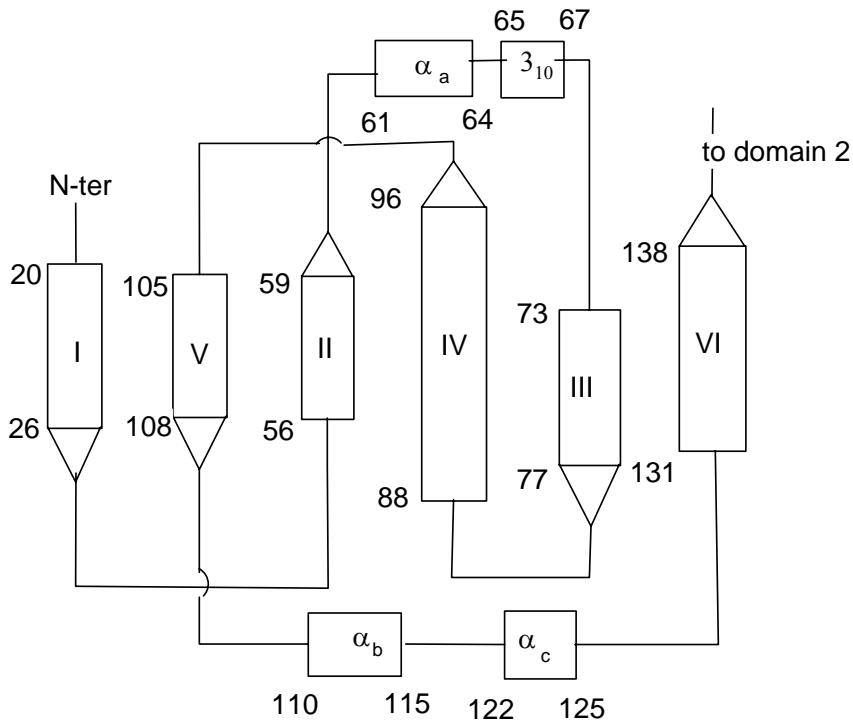 65 67
α a
3 10
61 64
to domain 2
N-ter
96
20 105 59 138
73
I V II IV VI
III
26 108 56
77 131
88
α b α c
110 115 122 125